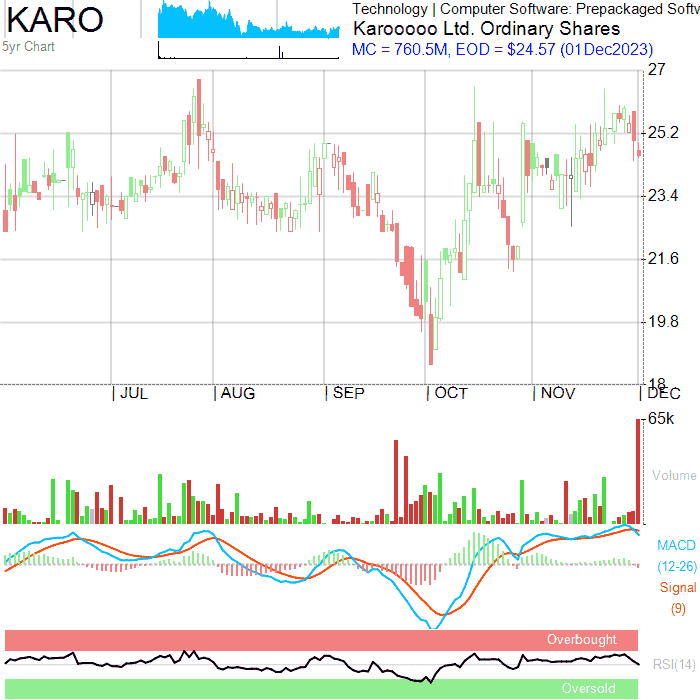 KARO
5yr Chart
Technology | Computer Software: Prepackaged Softw
Karooooo Ltd. Ordinary Shares
MC = 760.5M, EOD = $24.57 (01Dec2023)
27
25.2
23.4
21.6
19.8
18
JUL AUG SEP OCT NOV DEC
65k
Volume
MACD
(12-26)
Signal
(9)
Overbought
RSI(14)
Oversold